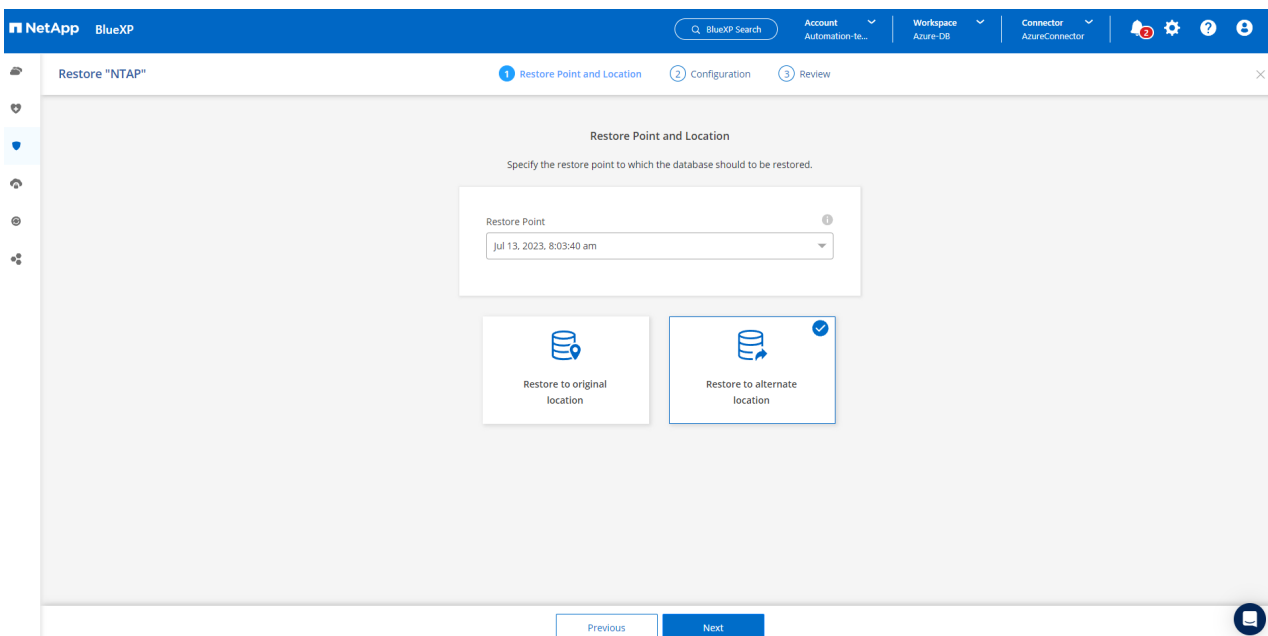 NetApp BlueXP
BlueXP Search
Account
Automation-te...
Workspace
Azure-DB
Connector
AzureConnector
2
Restore "NTAP"
1 Restore Point and Location
2 Configuration
3 Review
Restore Point and Location
Specify the restore point to which the database should to be restored.
Restore Point
Jul 13, 2023, 8:03:40 am
Restore to original
location
Restore to alternate
location
Previous
Next